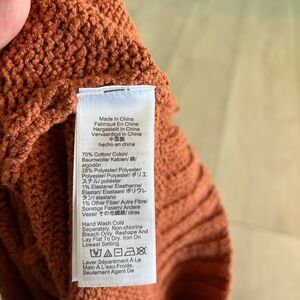 Made In China
Fabriqué En Chine
Hergestellt In China
Vervaardigd In China
中国製
hecho en china
70% Cotton/ Coton/
Baumwolle/ Katoen/ 綿/
algodón
28% Polyester/ Polyester/
Polyester/ Polyester/ ポリエ
ステル/ poliéster
1% Elastane/ Élasthanne
Elastan/ Elastaan/ ポリウレ
タン/ elastano
1% Other Fiber/ Autre Fibre/
Sonstige Fasern/ Andere
Vezel/ その他繊維/ otras
Hand Wash Cold
Separately. Non-chlorine
Bleach Only. Reshape And
Lay Flat To Dry. Iron On
Lowest Setting.
Laver Séparément À La
Main À L'eau Froide.
Seulement Agent De